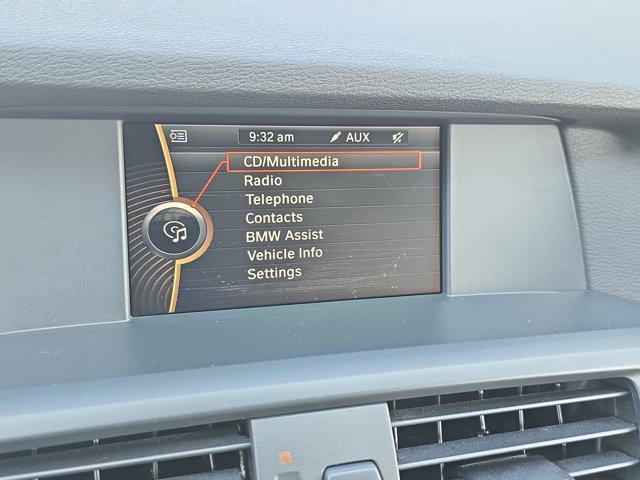 9:32 am AUX
CD/Multimedia
Radio
Telephone
Contacts
BMW Assist
Vehicle Info
Settings